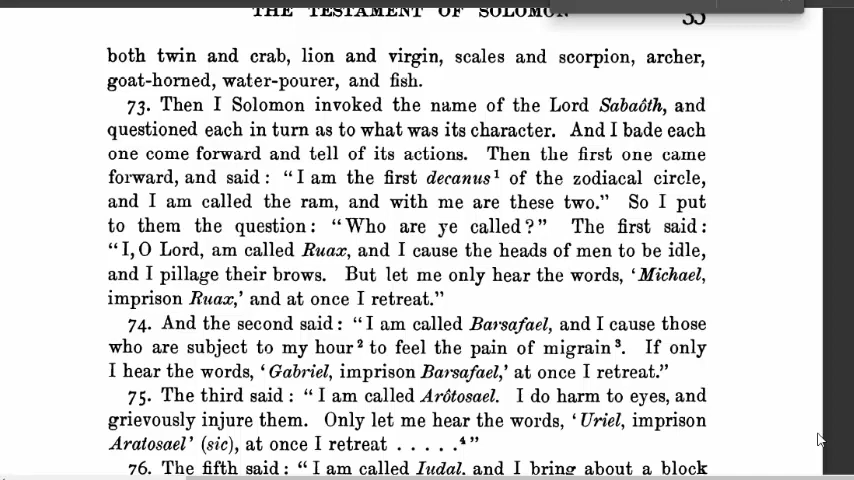 THE TESTAMENT OF SOLOMON 35
both twin and crab, lion and virgin, scales and scorpion, archer,
goat-horned, water-pourer, and fish.
73. Then I Solomon invoked the name of the Lord Sabaôth, and
questioned each in turn as to what was its character. And I bade each
one come forward and tell of its actions. Then the first one came
forward, and said: “I am the first decanus¹ of the zodiacal circle,
and I am called the ram, and with me are these two.” So I put
to them the question: “Who are ye called?” The first said:
“I, O Lord, am called Ruax, and I cause the heads of men to be idle,
and I pillage their brows. But let me only hear the words, ‘Michael,
imprison Ruax,’ and at once I retreat.”
74. And the second said: “I am called Barsafael, and I cause those
who are subject to my hour² to feel the pain of migrain³. If only
I hear the words, ‘Gabriel, imprison Barsafael,’ at once I retreat.”
75. The third said: “I am called Arôtosael. I do harm to eyes, and
grievously injure them. Only let me hear the words, ‘Uriel, imprison
Aratosael’ (sic), at once I retreat . . . . .⁴”
76. The fifth said: “I am called Iudal, and I bring about a block